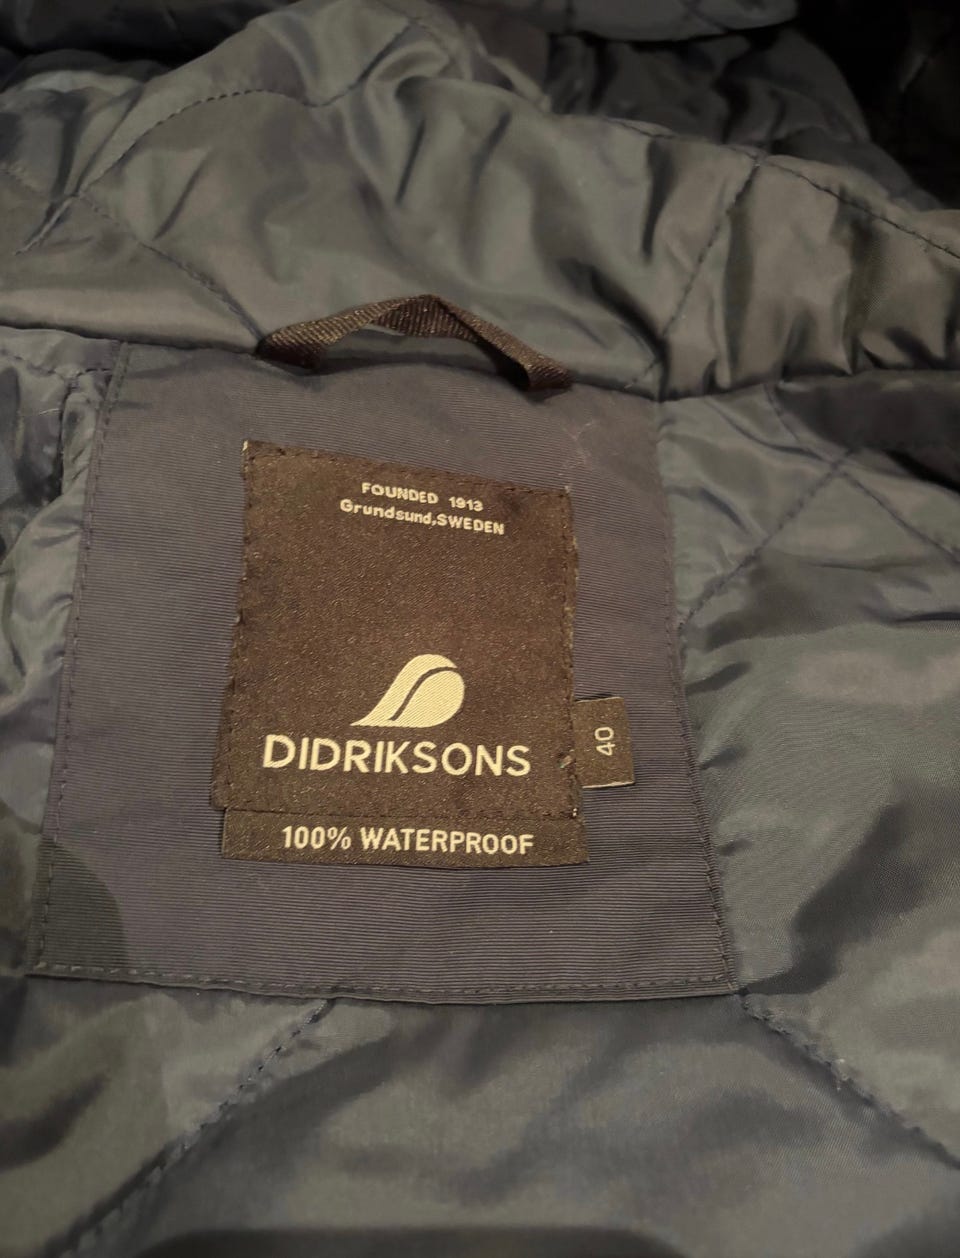 FOUNDED 1913
Grundsund,SWEDEN
DIDRIKSONS
40
100% WATERPROOF